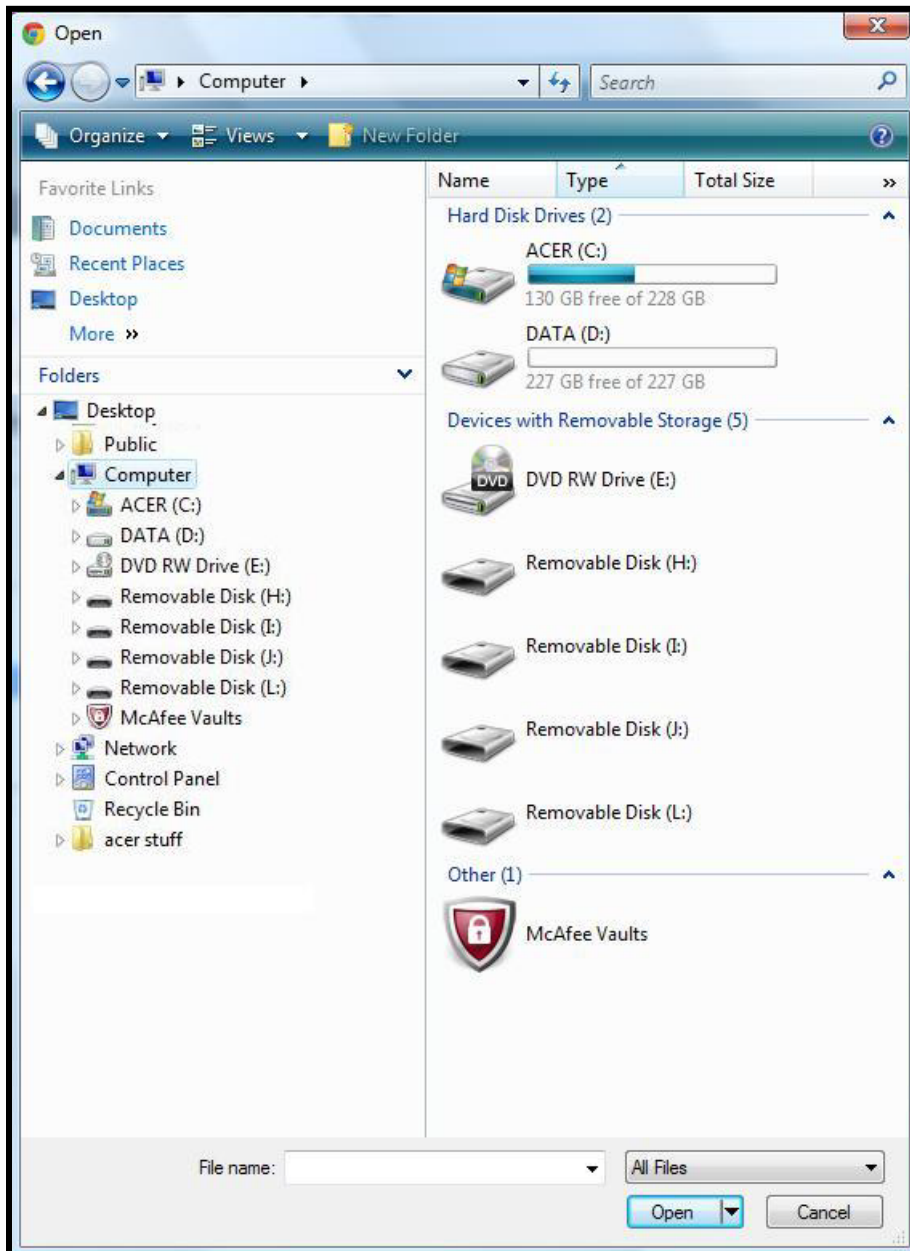 Open
Computer
Search
Organize Views New Folder
Favorite Links
Documents
Recent Places
Desktop
More »
Folders
Desktop
Public
Computer
ACER (C:)
DATA (D:)
DVD RW Drive (E:)
Removable Disk (H:)
Removable Disk (I:)
Removable Disk (J:)
Removable Disk (L:)
McAfee Vaults
Network
Control Panel
Recycle Bin
acer stuff
Name Type Total Size »
Hard Disk Drives (2)
ACER (C:)
130 GB free of 228 GB
DATA (D:)
227 GB free of 227 GB
Devices with Removable Storage (5)
DVD
DVD RW Drive (E:)
Removable Disk (H:)
Removable Disk (I:)
Removable Disk (J:)
Removable Disk (L:)
Other (1)
McAfee Vaults
File name: All Files
Open Cancel